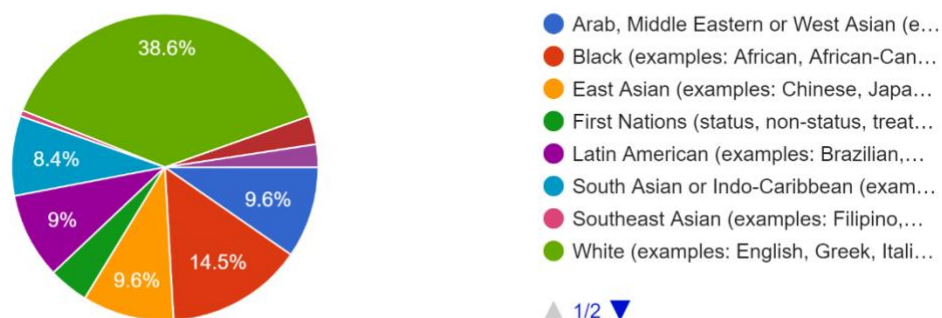 38.6%
8.4%
9%
9.6%
14.5%
9.6%
Arab, Middle Eastern or West Asian (e…
Black (examples: African, African-Can…
East Asian (examples: Chinese, Japa…
First Nations (status, non-status, treat…
Latin American (examples: Brazilian,…
South Asian or Indo-Caribbean (exam…
Southeast Asian (examples: Filipino,…
White (examples: English, Greek, Itali…
1/2